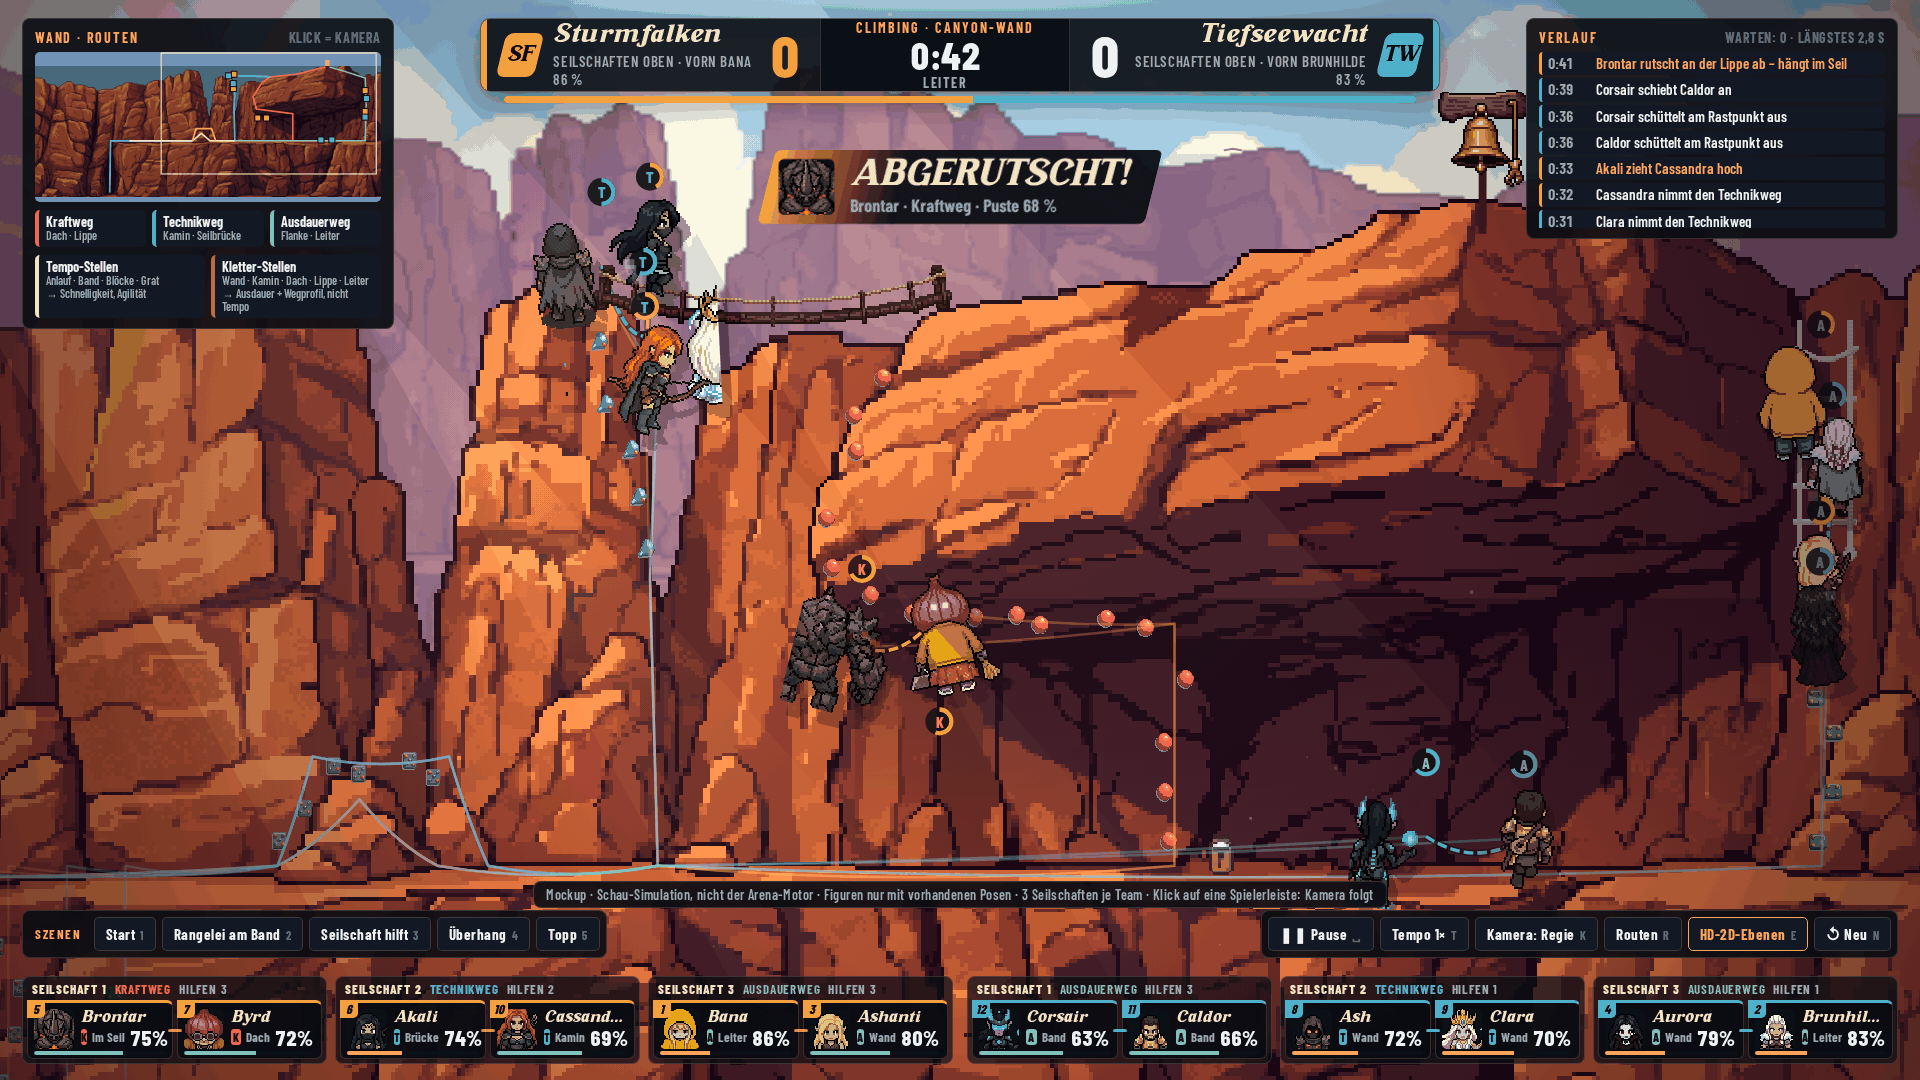 WAND · ROUTEN KLICK = KAMERA
Kraftweg
Dach · Lippe
Technikweg
Kamin · Seilbrücke
Ausdauerweg
Flanke · Leiter
Tempo-Stellen
Anlauf · Band · Blöcke · Grat
→ Schnelligkeit, Agilität
Kletter-Stellen
Wand · Kamin · Dach · Lippe · Leiter
→ Ausdauer + Wegprofil, nicht
Tempo
SF
Sturmfalken
SEILSCHAFTEN OBEN · VORN BANA
86 %
0
CLIMBING · CANYON-WAND
0:42
LEITER
0
Tiefseewacht
SEILSCHAFTEN OBEN · VORN BRUNHILDE
83 %
TW
ABGERUTSCHT!
Brontar · Kraftweg · Puste 68 %
VERLAUF WARTEN: 0 · LÄNGSTES 2,8 S
0:41 Brontar rutscht an der Lippe ab – hängt im Seil
0:39 Corsair schiebt Caldor an
0:36 Corsair schüttelt am Rastpunkt aus
0:36 Caldor schüttelt am Rastpunkt aus
0:33 Akali zieht Cassandra hoch
0:32 Cassandra nimmt den Technikweg
0:31 Clara nimmt den Technikweg
T
T
T
T
K
K
A
A
A
A
A
A
Mockup · Schau-Simulation, nicht der Arena-Motor · Figuren nur mit vorhandenen Posen · 3 Seilschaften je Team · Klick auf eine Spielerleiste: Kamera folgt
SZENEN Start 1 Rangelei am Band 2 Seilschaft hilft 3 Überhang 4 Topp 5
Pause ␣ Tempo 1× T Kamera: Regie K Routen R HD-2D-Ebenen E Neu N
SEILSCHAFT 1 KRAFTWEG HILFEN 3
5 Brontar K Im Seil 75%
7 Byrd K Dach 72%
SEILSCHAFT 2 TECHNIKWEG HILFEN 2
6 Akali T Brücke 74%
10 Cassand... T Kamin 69%
SEILSCHAFT 3 AUSDAUERWEG HILFEN 3
1 Bana A Leiter 86%
3 Ashanti A Wand 80%
SEILSCHAFT 1 AUSDAUERWEG HILFEN 3
12 Corsair A Band 63%
11 Caldor A Band 66%
SEILSCHAFT 2 TECHNIKWEG HILFEN 1
8 Ash T Wand 72%
9 Clara T Wand 70%
SEILSCHAFT 3 AUSDAUERWEG HILFEN 1
4 Aurora A Wand 79%
2 Brunhil... A Leiter 83%